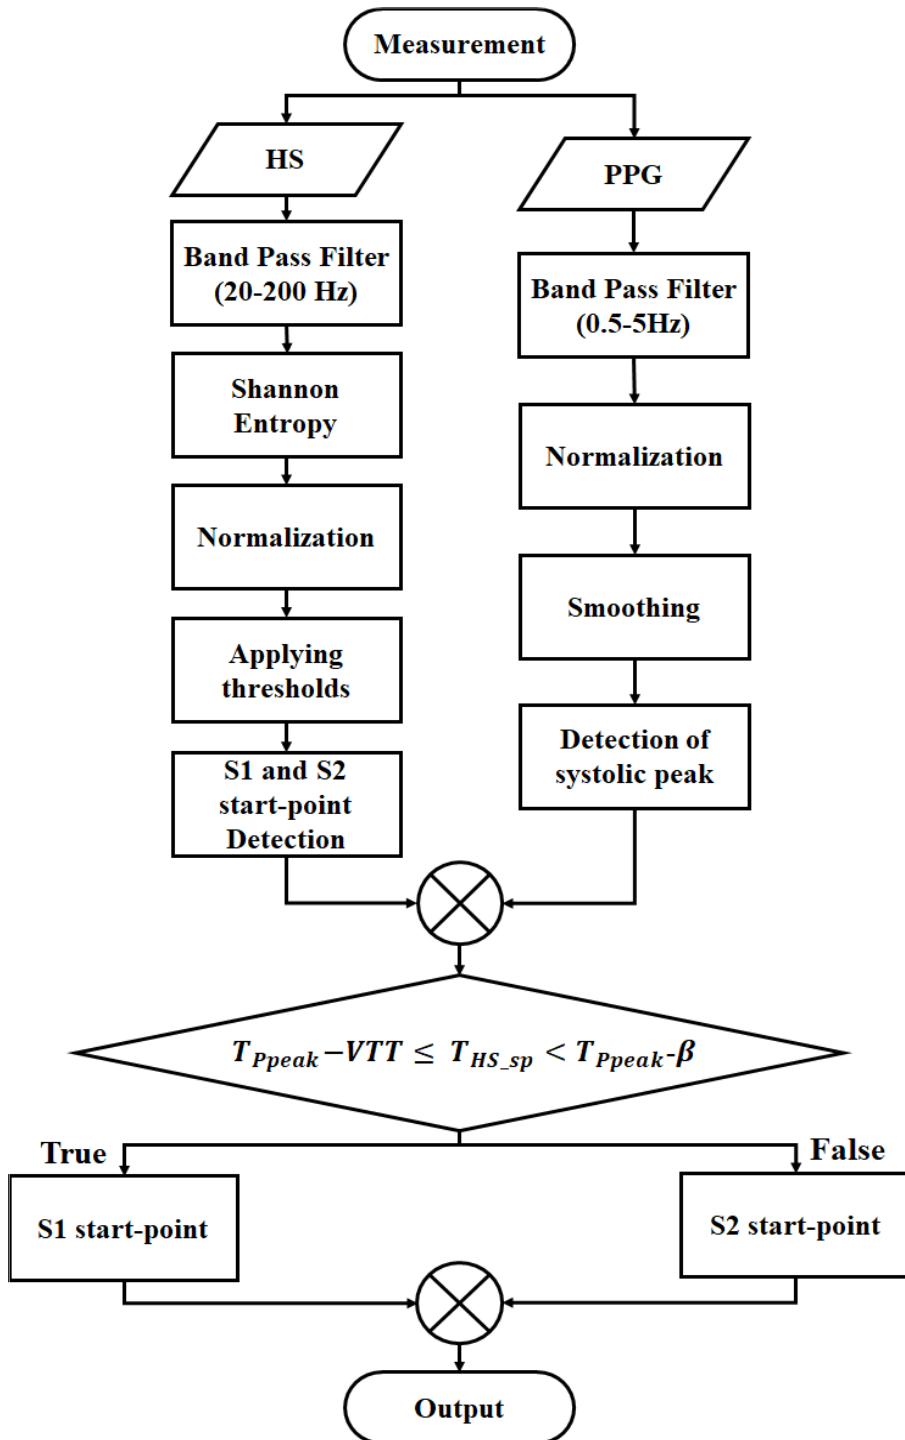 Measurement
HS
PPG
Band Pass Filter
(20-200 Hz)
Band Pass Filter
(0.5-5Hz)
Shannon
Entropy
Normalization
Normalization
Smoothing
Applying
thresholds
Detection of
systolic peak
S1 and S2
start-point
Detection
T_Ppeak−VTT ≤ T_HS_sp < T_Ppeak-β
True
False
S1 start-point
S2 start-point
Output